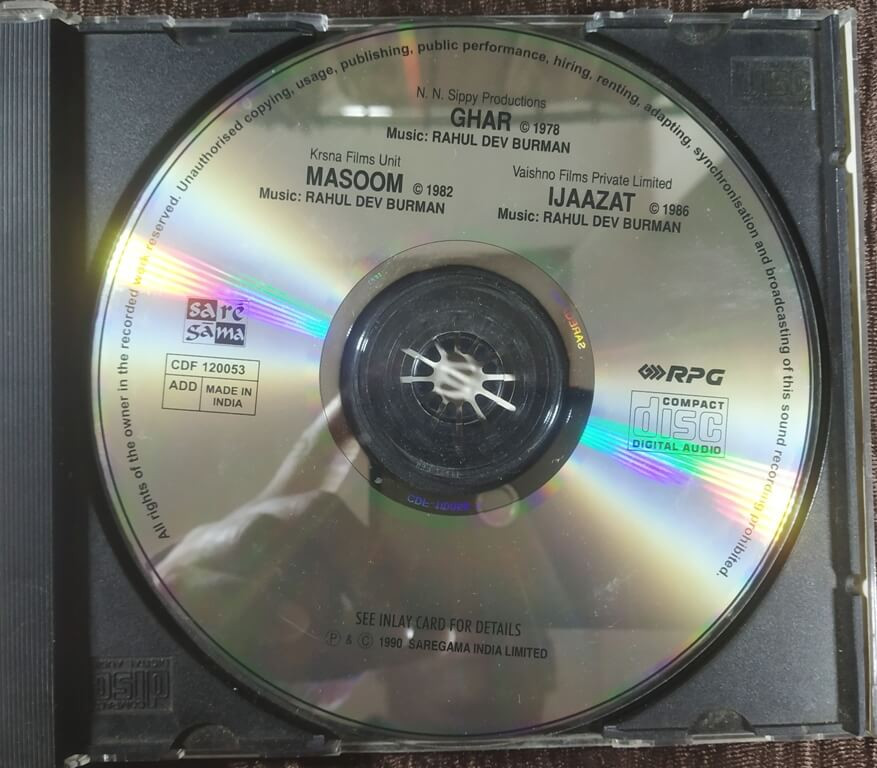 All rights of the owner in the recorded work reserved. Unauthorised copying, usage, publishing, public performance, hiring, renting, adapting, synchronisation and broadcasting of this sound recording prohibited.
N. N. Sippy Productions
GHAR © 1978
Music: RAHUL DEV BURMAN
Krsna Films Unit
MASOOM © 1982
Music: RAHUL DEV BURMAN
Vaishno Films Private Limited
IJAAZAT © 1986
Music: RAHUL DEV BURMAN
sa re
ga ma
CDF 120053
ADD MADE IN
INDIA
RPG
COMPACT
disc
DIGITAL AUDIO
SEE INLAY CARD FOR DETAILS
Ⓟ & © 1990 SAREGAMA INDIA LIMITED